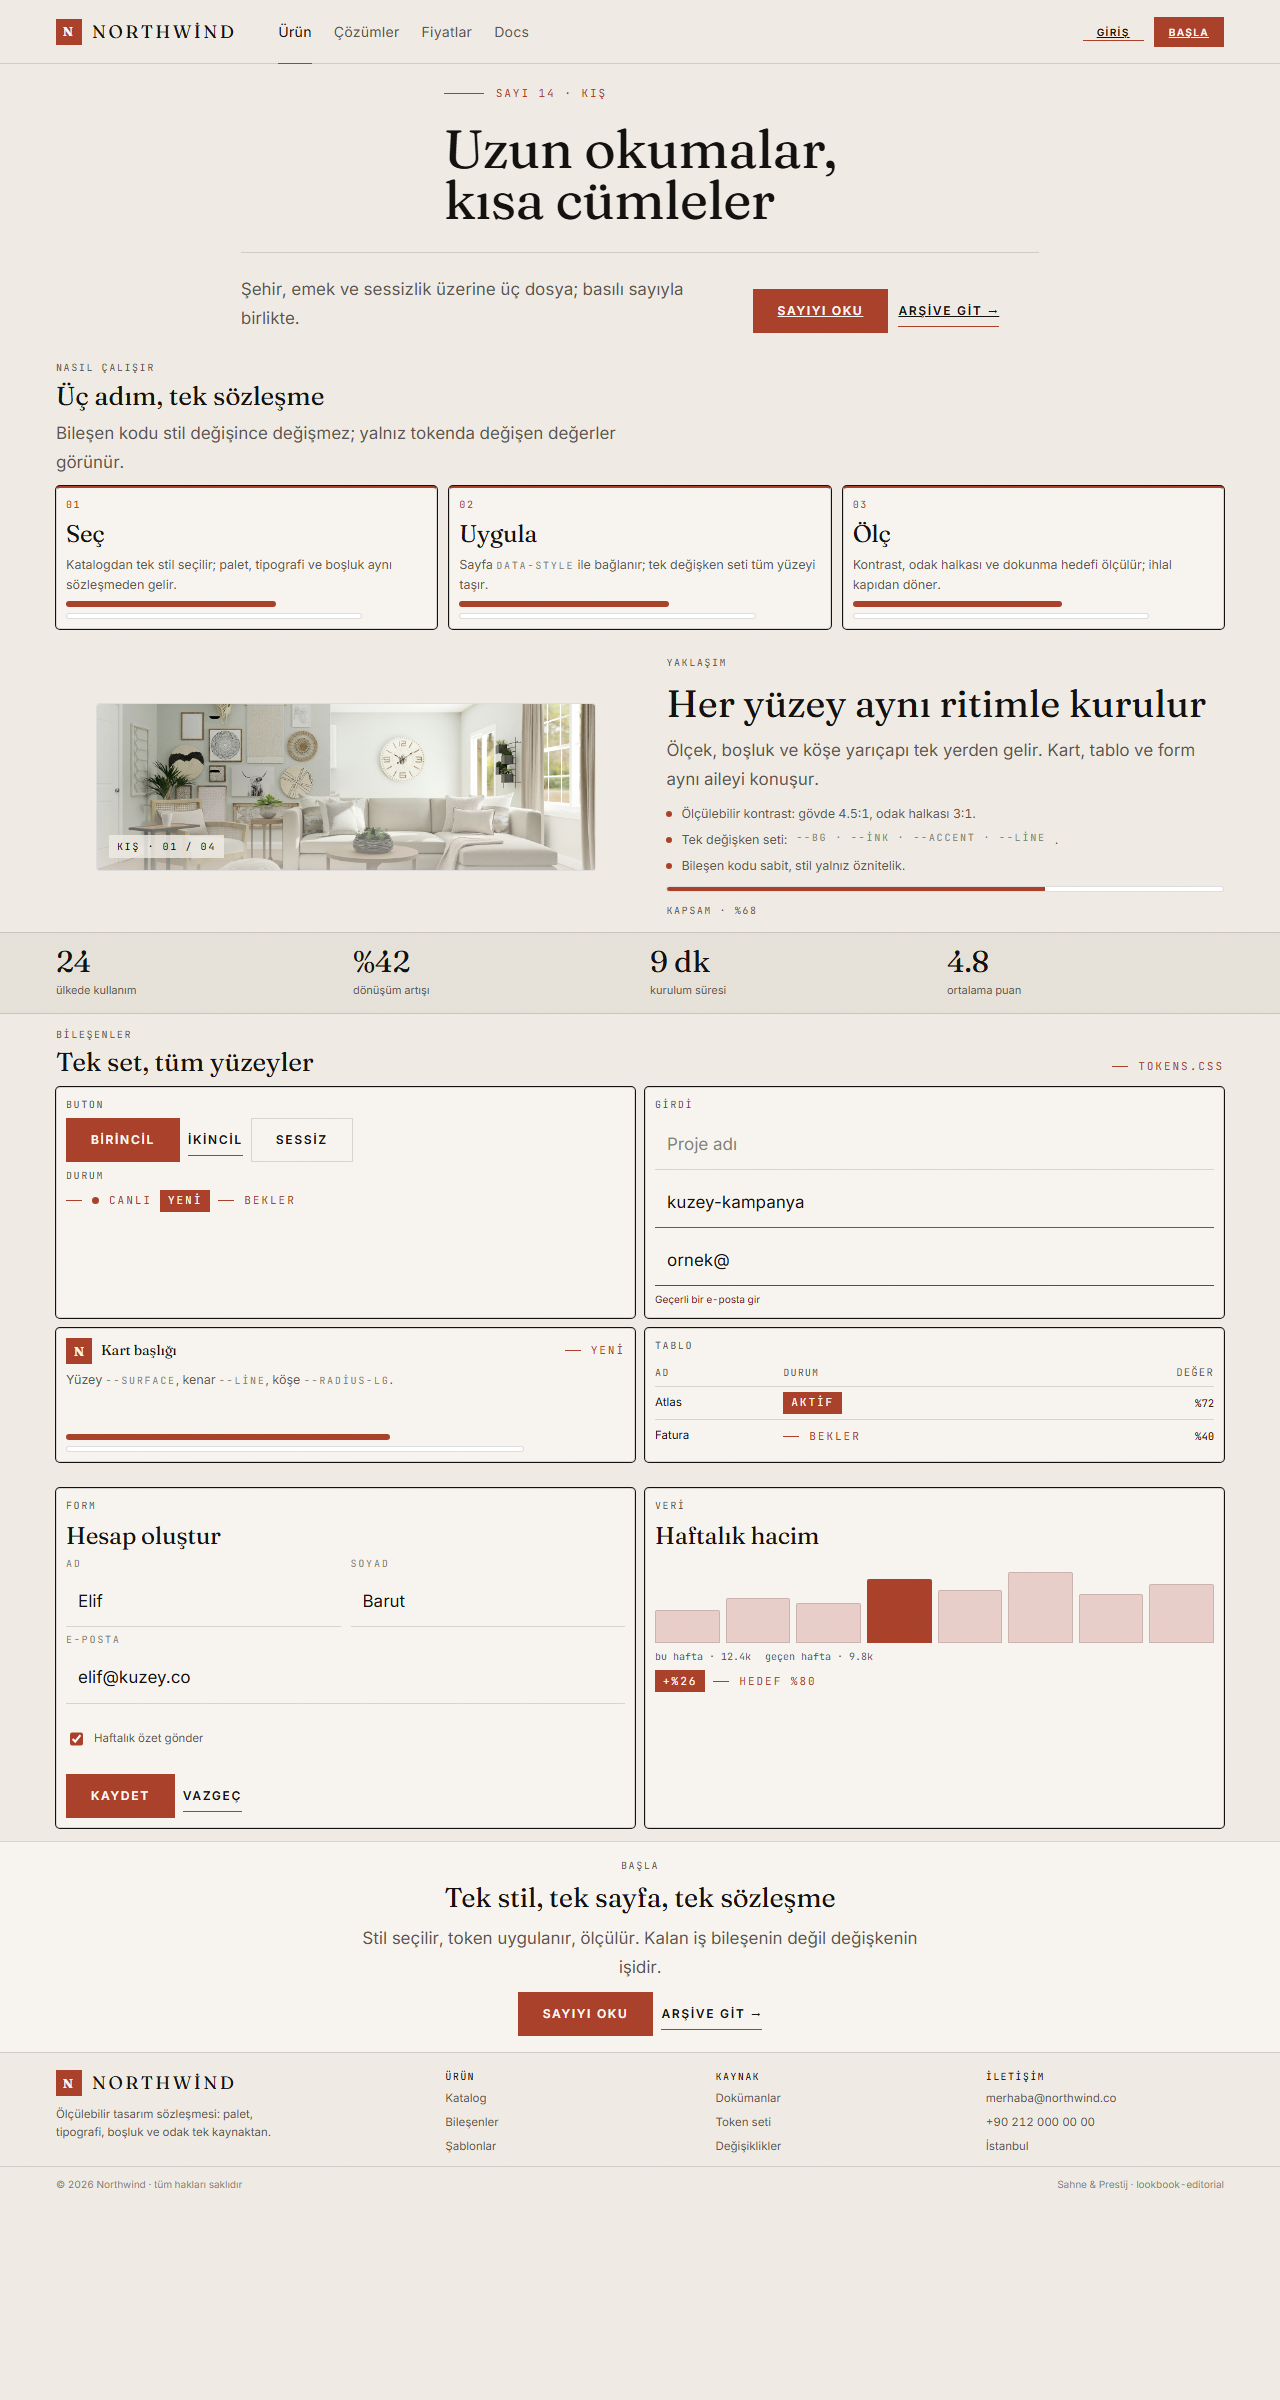 N NORTHWİND
Ürün Çözümler Fiyatlar Docs
GİRİŞ BAŞLA
SAYI 14 · KIŞ
Uzun okumalar,
kısa cümleler
Şehir, emek ve sessizlik üzerine üç dosya; basılı sayıyla
birlikte.
SAYIYI OKU ARŞİVE GİT →
NASIL ÇALIŞIR
Üç adım, tek sözleşme
Bileşen kodu stil değişince değişmez; yalnız tokenda değişen değerler
görünür.
01
Seç
Katalogdan tek stil seçilir; palet, tipografi ve boşluk aynı
sözleşmeden gelir.
02
Uygula
Sayfa DATA-STYLE ile bağlanır; tek değişken seti tüm yüzeyi
taşır.
03
Ölç
Kontrast, odak halkası ve dokunma hedefi ölçülür; ihlal
kapıdan döner.
KIŞ · 01 / 04
YAKLAŞIM
Her yüzey aynı ritimle kurulur
Ölçek, boşluk ve köşe yarıçapı tek yerden gelir. Kart, tablo ve form
aynı aileyi konuşur.
Ölçülebilir kontrast: gövde 4.5:1, odak halkası 3:1.
Tek değişken seti: --BG · --İNK · --ACCENT · --LİNE .
Bileşen kodu sabit, stil yalnız öznitelik.
KAPSAM · %68
24
ülkede kullanım
%42
dönüşüm artışı
9 dk
kurulum süresi
4.8
ortalama puan
BİLEŞENLER
Tek set, tüm yüzeyler
TOKENS.CSS
BUTON
BİRİNCİL İKİNCİL SESSİZ
DURUM
CANLI YENİ BEKLER
GİRDİ
Proje adı
kuzey-kampanya
ornek@
Geçerli bir e-posta gir
N Kart başlığı YENİ
Yüzey --SURFACE, kenar --LİNE, köşe --RADİUS-LG.
TABLO
AD DURUM DEĞER
Atlas AKTİF %72
Fatura BEKLER %40
FORM
Hesap oluştur
AD SOYAD
Elif Barut
E-POSTA
elif@kuzey.co
Haftalık özet gönder
KAYDET VAZGEÇ
VERİ
Haftalık hacim
bu hafta · 12.4k geçen hafta · 9.8k
+%26 HEDEF %80
BAŞLA
Tek stil, tek sayfa, tek sözleşme
Stil seçilir, token uygulanır, ölçülür. Kalan iş bileşenin değil değişkenin
işidir.
SAYIYI OKU ARŞİVE GİT →
N NORTHWİND
Ölçülebilir tasarım sözleşmesi: palet,
tipografi, boşluk ve odak tek kaynaktan.
ÜRÜN
Katalog
Bileşenler
Şablonlar
KAYNAK
Dokümanlar
Token seti
Değişiklikler
İLETİŞİM
merhaba@northwind.co
+90 212 000 00 00
İstanbul
© 2026 Northwind · tüm hakları saklıdır
Sahne & Prestij · lookbook-editorial